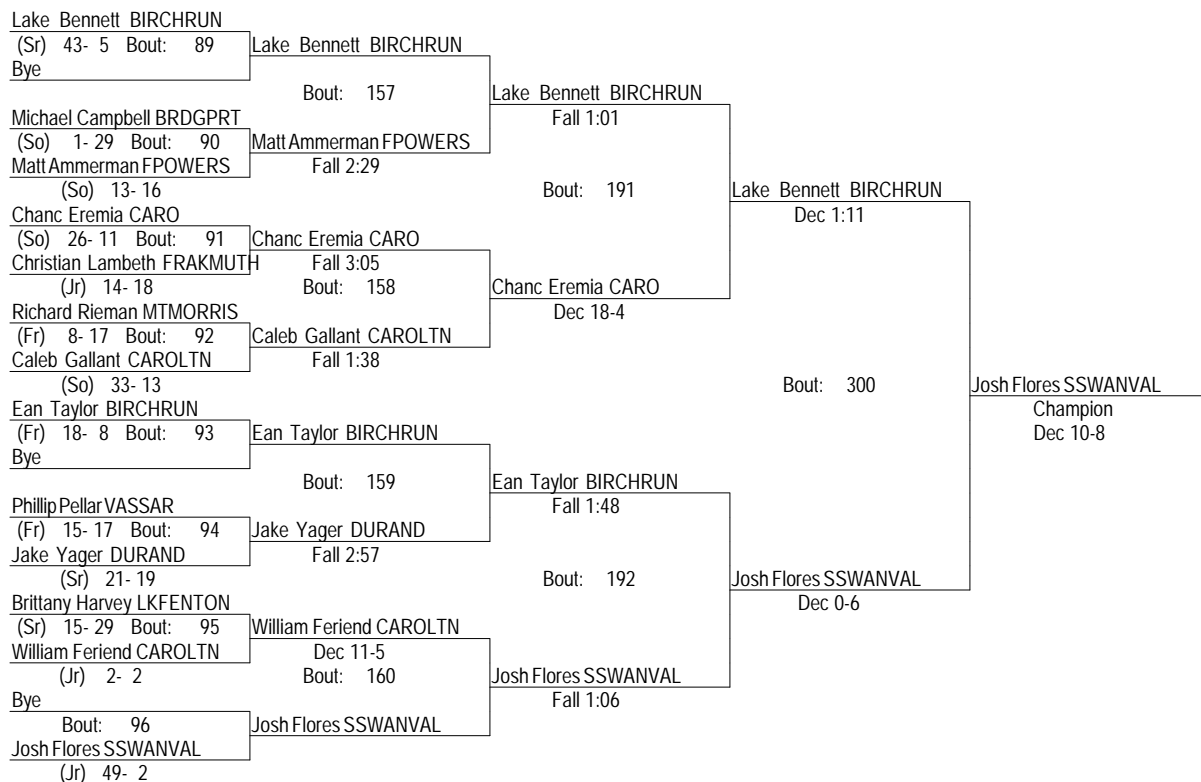 Lake Bennett BIRCHRUN
(Sr) 43- 5 Bout: 89
Lake Bennett BIRCHRUN
Bye
Bout: 157
Lake Bennett BIRCHRUN
Michael Campbell BRDGPRT
Fall 1:01
(So) 1- 29 Bout: 90
Matt Ammerman FPOWERS
Matt Ammerman FPOWERS
Fall 2:29
(So) 13- 16
Bout: 191
Lake Bennett BIRCHRUN
Chanc Eremia CARO
Dec 1:11
(So) 26- 11 Bout: 91
Chanc Eremia CARO
Christian Lambeth FRAKMUTH
Fall 3:05
(Jr) 14- 18
Bout: 158
Chanc Eremia CARO
Richard Rieman MTMORRIS
Dec 18-4
(Fr) 8- 17 Bout: 92
Caleb Gallant CAROLTN
Caleb Gallant CAROLTN
Fall 1:38
(So) 33- 13
Bout: 300
Josh Flores SSWANVAL
Ean Taylor BIRCHRUN
Champion
(Fr) 18- 8 Bout: 93
Ean Taylor BIRCHRUN
Dec 10-8
Bye
Bout: 159
Ean Taylor BIRCHRUN
Phillip Pellar VASSAR
Fall 1:48
(Fr) 15- 17 Bout: 94
Jake Yager DURAND
Jake Yager DURAND
Fall 2:57
(Sr) 21- 19
Bout: 192
Josh Flores SSWANVAL
Brittany Harvey LKFENTON
Dec 0-6
(Sr) 15- 29 Bout: 95
William Feriend CAROLTN
William Feriend CAROLTN
Dec 11-5
(Jr) 2- 2
Bout: 160
Josh Flores SSWANVAL
Bye
Fall 1:06
Bout: 96
Josh Flores SSWANVAL
Josh Flores SSWANVAL
(Jr) 49- 2